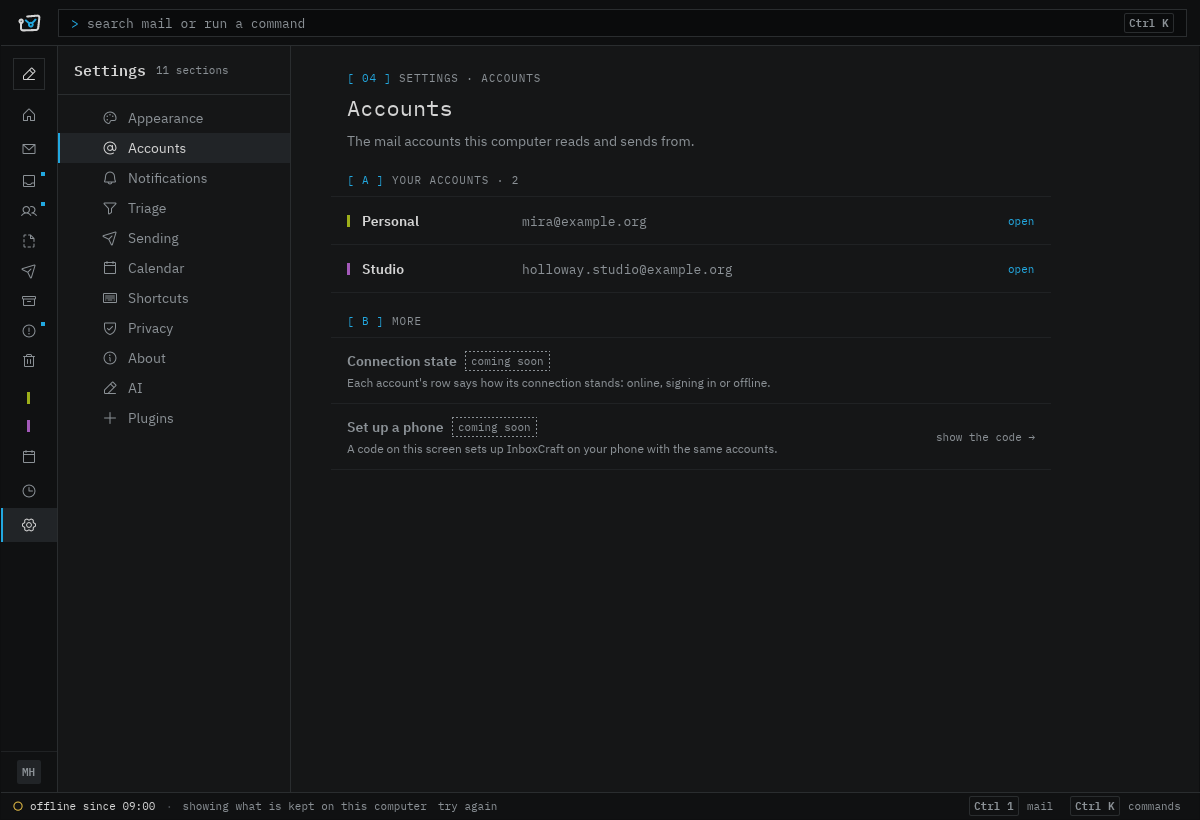 > search mail or run a command Ctrl K
Settings 11 sections
Appearance
Accounts
Notifications
Triage
Sending
Calendar
Shortcuts
Privacy
About
AI
Plugins
MH
[ 04 ] SETTINGS · ACCOUNTS
Accounts
The mail accounts this computer reads and sends from.
[ A ] YOUR ACCOUNTS · 2
Personal mira@example.org open
Studio holloway.studio@example.org open
[ B ] MORE
Connection state coming soon
Each account's row says how its connection stands: online, signing in or offline.
Set up a phone coming soon
A code on this screen sets up InboxCraft on your phone with the same accounts.
show the code →
offline since 09:00 · showing what is kept on this computer try again
Ctrl 1 mail Ctrl K commands